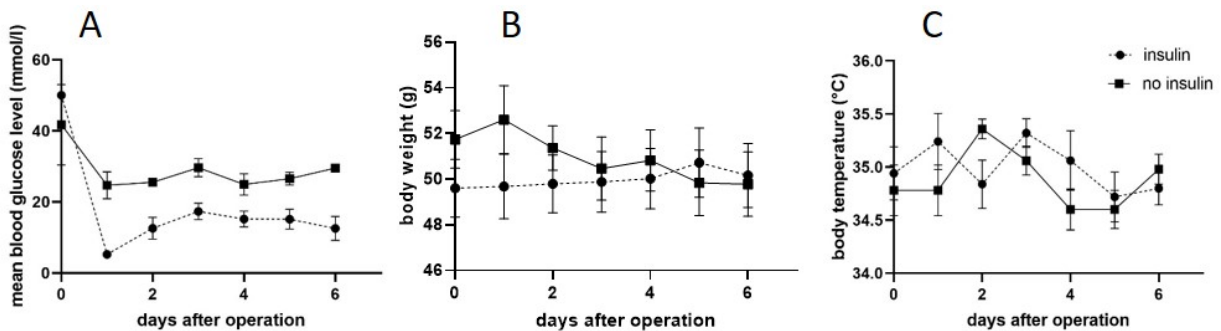 A
mean blood glucose level (mmol/l)
60
40
20
0
0 2 4 6
days after operation
B
body weight (g)
56
54
52
50
48
46
0 2 4 6
days after operation
C
body temperature (°C)
36.0
35.5
35.0
34.5
34.0
0 2 4 6
days after operation
insulin
no insulin